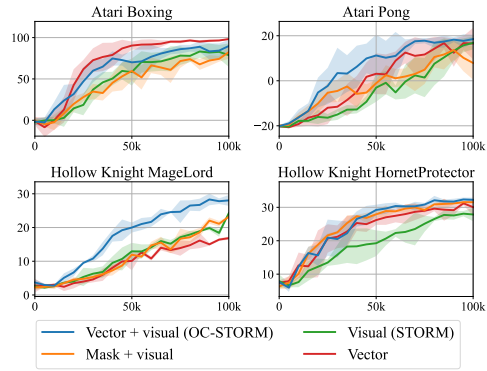 Atari Boxing
Atari Pong
100
50
0
0
50k
100k
20
0
−20
0
50k
100k
Hollow Knight MageLord
Hollow Knight HornetProtector
30
20
10
0
0
50k
100k
30
20
10
0
50k
100k
Vector + visual (OC-STORM)
Visual (STORM)
Mask + visual
Vector